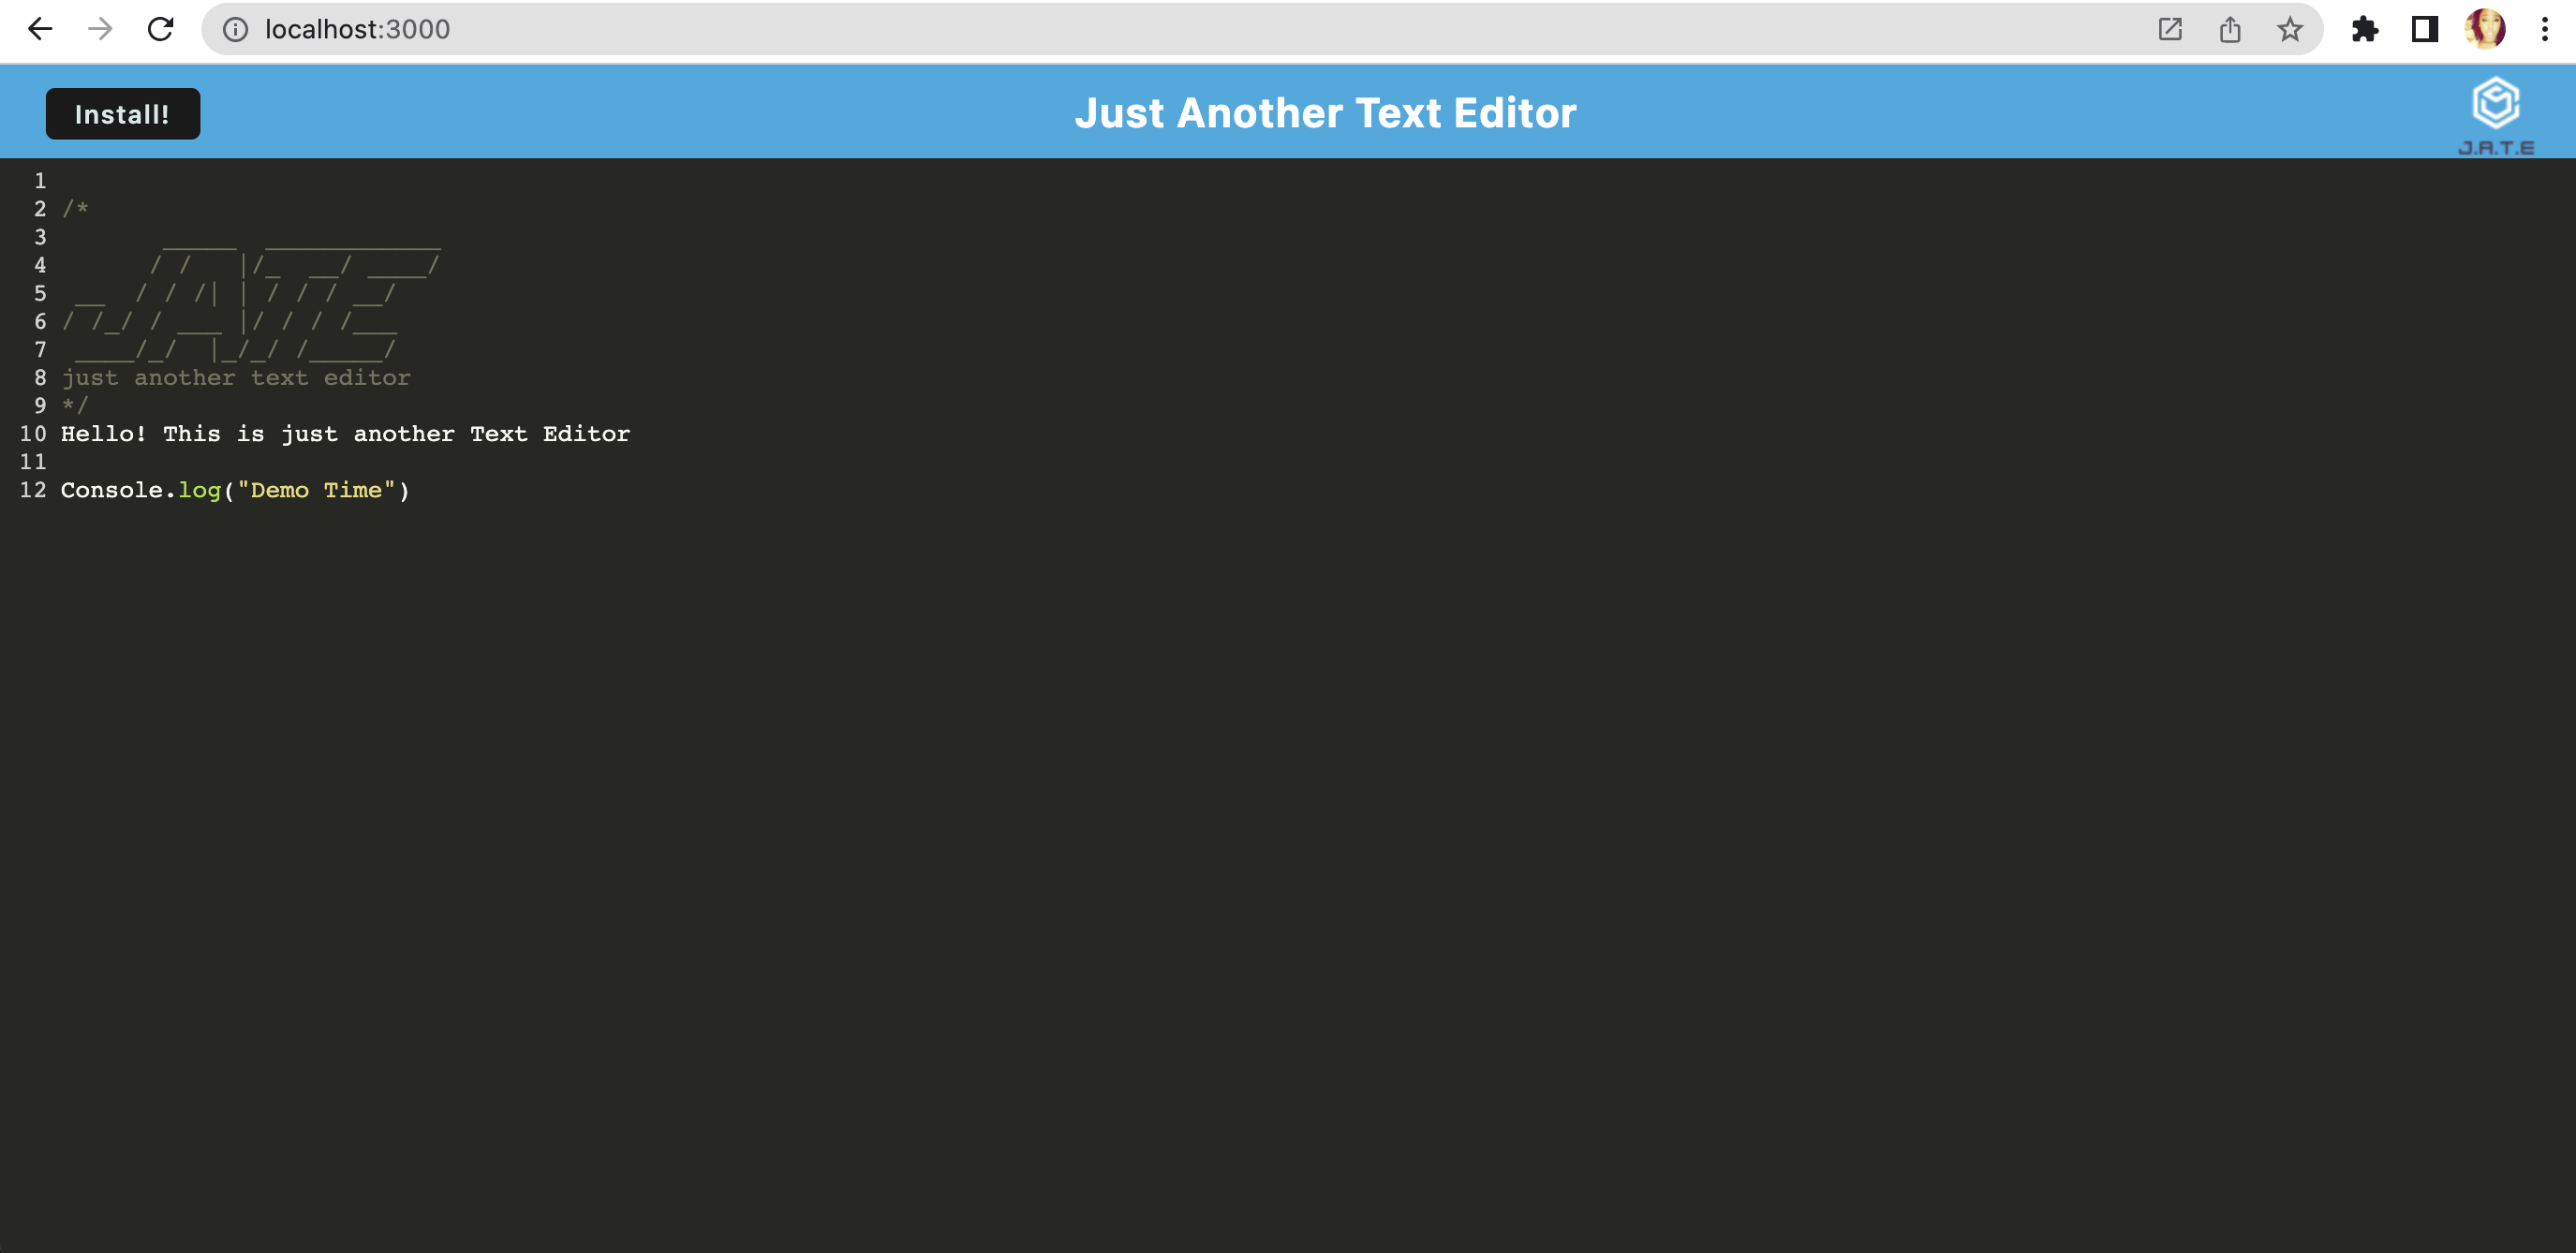 localhost:3000
Install!
Just Another Text Editor
J.A.T.E
1
2 /*
3        _____  ____________
4       / /   |/_  __/ ____/
5  __  / / /| | / / / __/
6 / /_/ / ___ |/ / / /___
7  ____/_/  |_/_/ /_____/
8 just another text editor
9 */
10 Hello! This is just another Text Editor
11
12 Console.log("Demo Time")